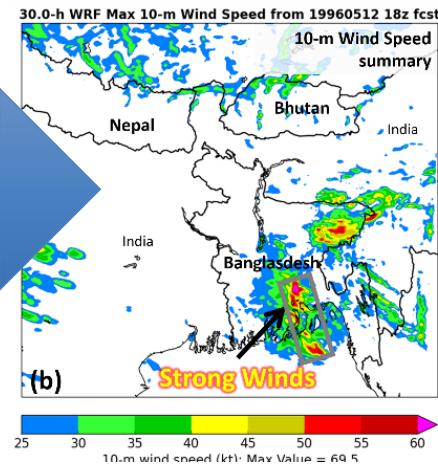 30.0-h WRF Max 10-m Wind Speed from 19960512 18z fcst
10-m Wind Speed
summary
Bhutan
Nepal
India
India
Banglasdesh
(b)
Strong Winds
25 30 35 40 45 50 55 60
10-m wind speed (kt): Max Value = 69.5